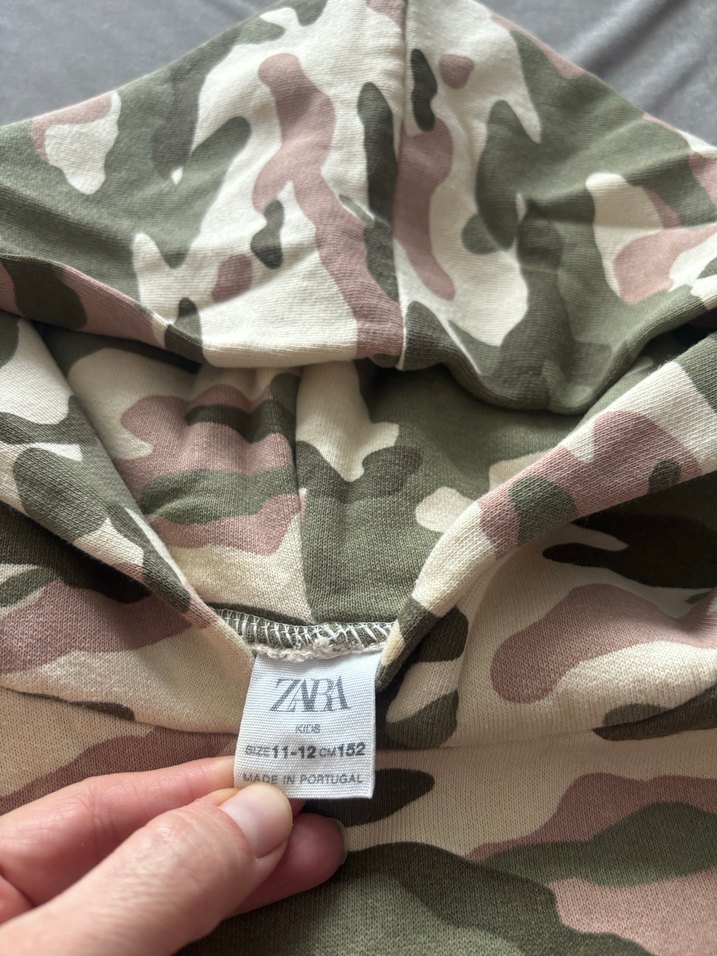 ZARA
KIDS
SIZE 11-12 CM 152
MADE IN PORTUGAL